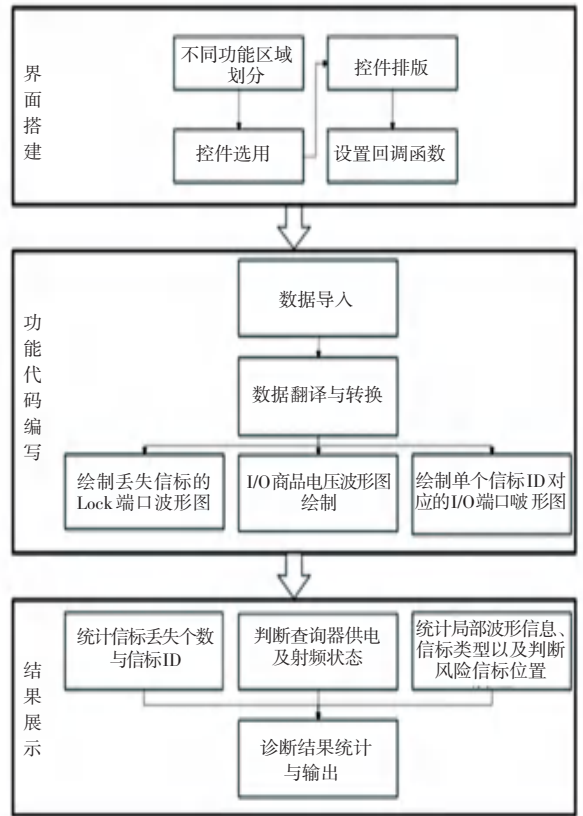 界面搭建
不同功能区域
划分
控件选用
控件排版
设置回调函数
功能代码编写
数据导入
数据翻译与转换
绘制丢失信标的
Lock端口波形图
I/O商品电压波形图
绘制
绘制单个信标ID对
应的I/O端口啵形图
结果展示
统计信标丢失个数
与信标ID
判断查询器供电
及射频状态
统计局部波形信息、
信标类型以及判断
风险信标位置
诊断结果统计
与输出